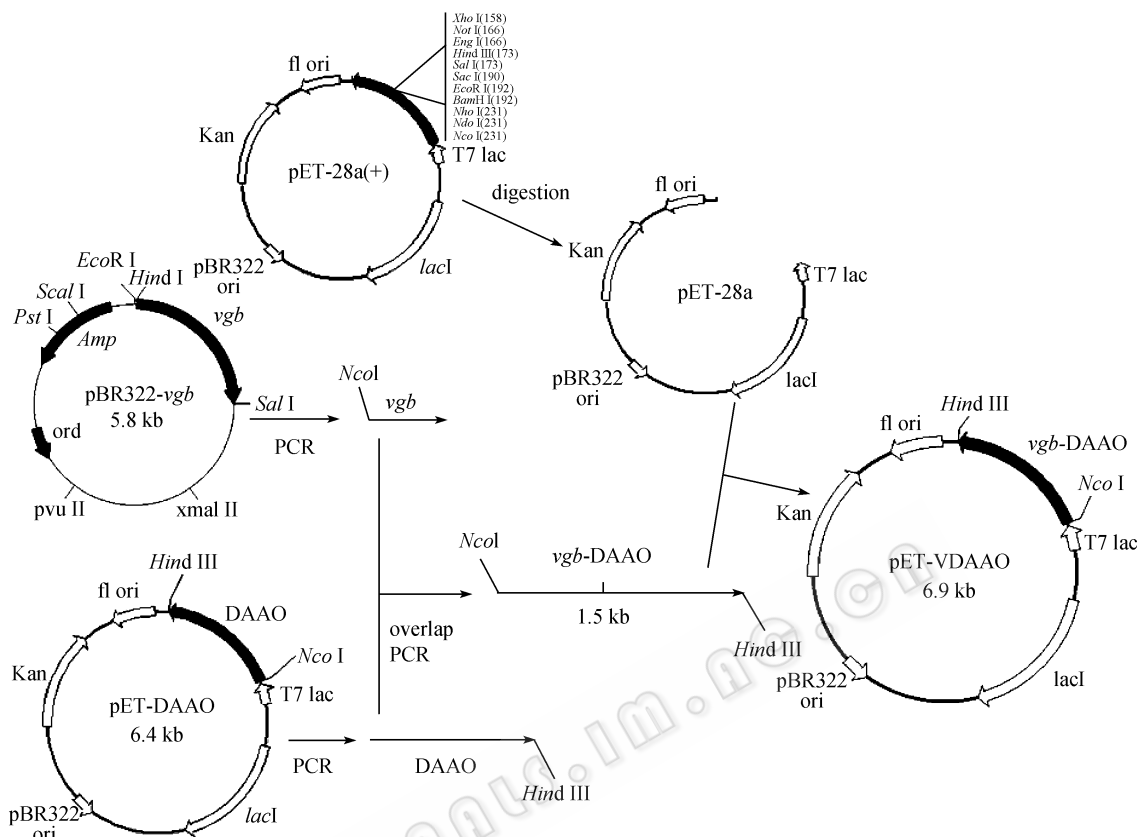 Xho I(158)
Not I(166)
Eng I(166)
Hind III(173)
Sal I(173)
Sac I(190)
EcoR I(192)
BamH I(192)
Nho I(231)
Ndo I(231)
Nco I(231)
fl ori
Kan
T7 lac
pET-28a(+)
pBR322
ori
lacI
digestion
fl ori
Kan
T7 lac
pET-28a
pBR322
ori
lacI
EcoR I
Hind I
ScaI I
Pst I
Amp
vgb
pBR322-vgb
5.8 kb
Sal I
ord
pvu II
xmal II
PCR
NcoI
vgb
Hind III
fl ori
DAAO
Nco I
Kan
T7 lac
pET-DAAO
6.4 kb
pBR322
ori
lacI
PCR
DAAO
Hind III
overlap
PCR
NcoI
vgb-DAAO
1.5 kb
Hind III
Hind III
fl ori
vgb-DAAO
Nco I
Kan
T7 lac
pET-VDAAO
6.9 kb
pBR322
ori
lacI
ALS.IM.AC.CN